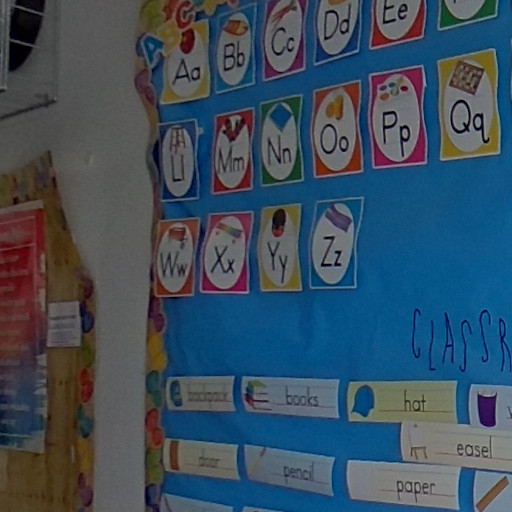 ABC
Aa Bb Cc Dd Ee
Ll Mm Nn Oo Pp Qq
Ww Xx Yy Zz
CLASSR
backpack books hat
easel
door pencil paper